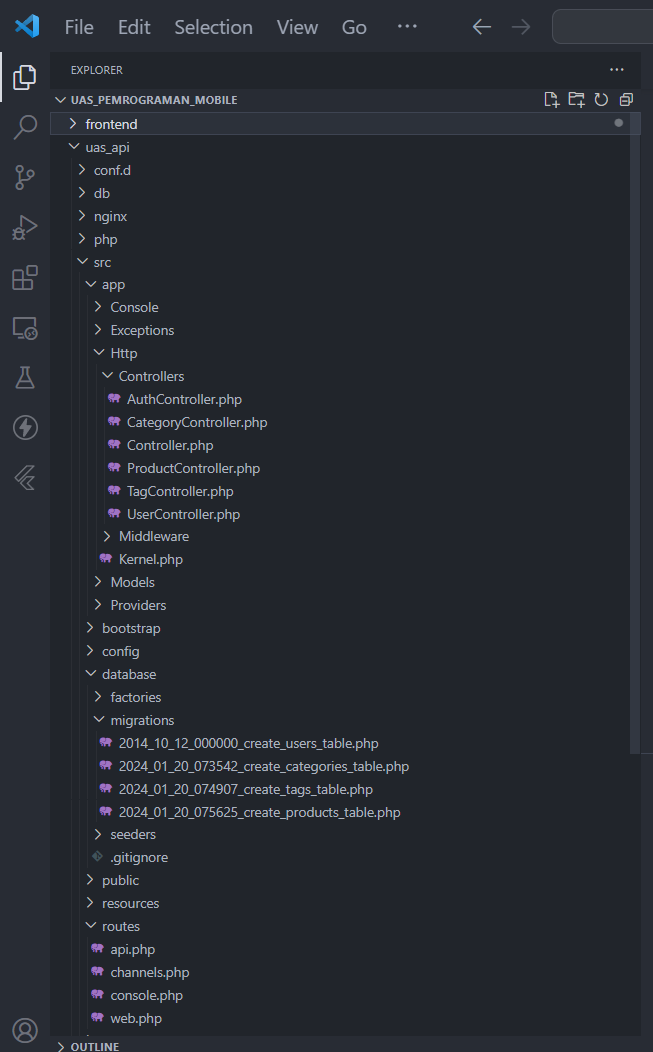 File Edit Selection View Go ···
EXPLORER ···
UAS_PEMROGRAMAN_MOBILE
frontend
uas_api
conf.d
db
nginx
php
src
app
Console
Exceptions
Http
Controllers
AuthController.php
CategoryController.php
Controller.php
ProductController.php
TagController.php
UserController.php
Middleware
Kernel.php
Models
Providers
bootstrap
config
database
factories
migrations
2014_10_12_000000_create_users_table.php
2024_01_20_073542_create_categories_table.php
2024_01_20_074907_create_tags_table.php
2024_01_20_075625_create_products_table.php
seeders
.gitignore
public
resources
routes
api.php
channels.php
console.php
web.php
OUTLINE